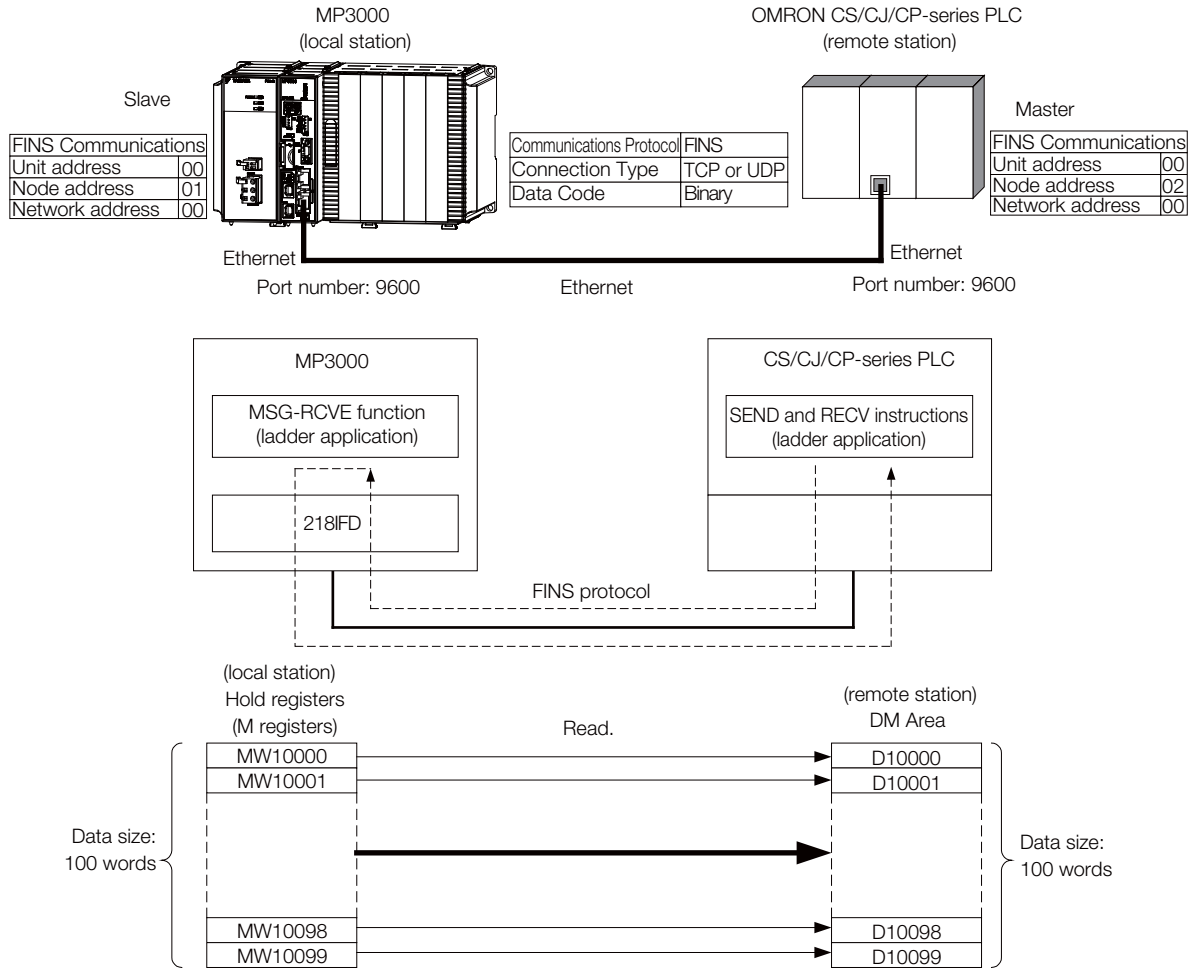 MP3000
(local station)
OMRON CS/CJ/CP-series PLC
(remote station)
Slave
FINS Communications
Unit address 00
Node address 01
Network address 00
Communications Protocol FINS
Connection Type TCP or UDP
Data Code Binary
Master
FINS Communications
Unit address 00
Node address 02
Network address 00
Ethernet
Port number: 9600
Ethernet
Ethernet
Port number: 9600
MP3000
MSG-RCVE function
(ladder application)
218IFD
CS/CJ/CP-series PLC
SEND and RECV instructions
(ladder application)
FINS protocol
(local station)
Hold registers
(M registers)
Read.
(remote station)
DM Area
MW10000
D10000
MW10001
D10001
Data size:
100 words
Data size:
100 words
MW10098
D10098
MW10099
D10099